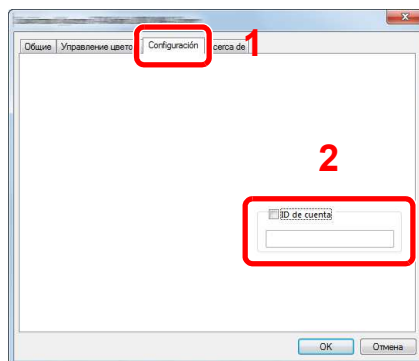 Общие Управление цвето Configuración cerca de 1
2
ID de cuenta
OK Отмена